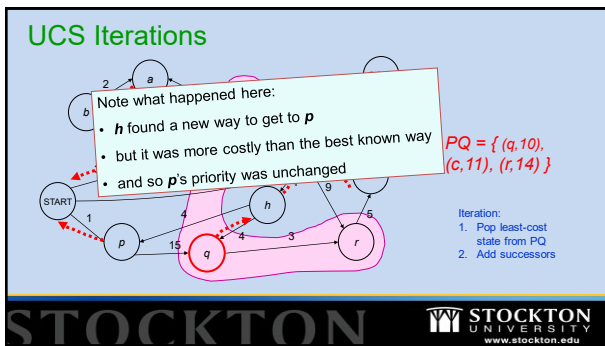 UCS Iterations
2
a
b
Note what happened here:
• h found a new way to get to p
• but it was more costly than the best known way
• and so p's priority was unchanged
PQ = { (q,10),
(c,11), (r,14) }
9
START
h
1
4
5
p
15
q
4
3
r
Iteration:
1. Pop least-cost
state from PQ
2. Add successors
STOCKTON
STOCKTON
UNIVERSITY
www.stockton.edu